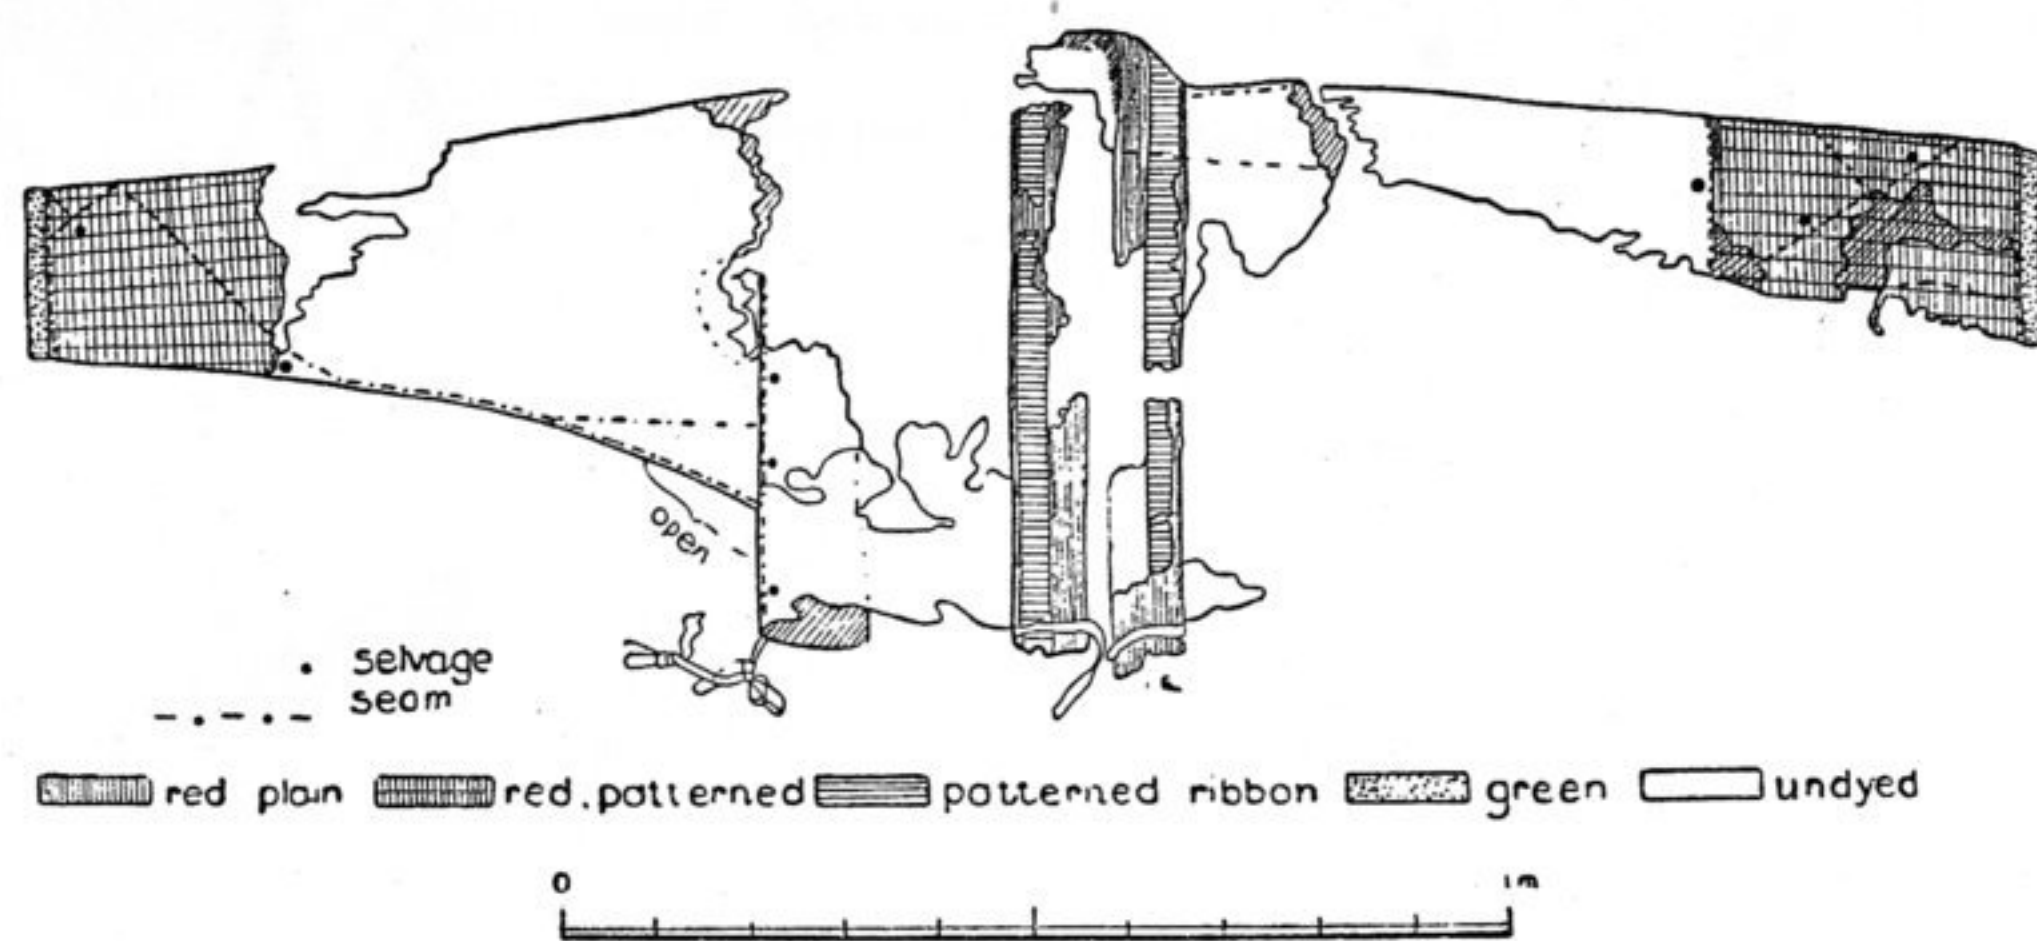 open
selvage
seam
red plain red.patterned patterned ribbon green undyed
0 1m